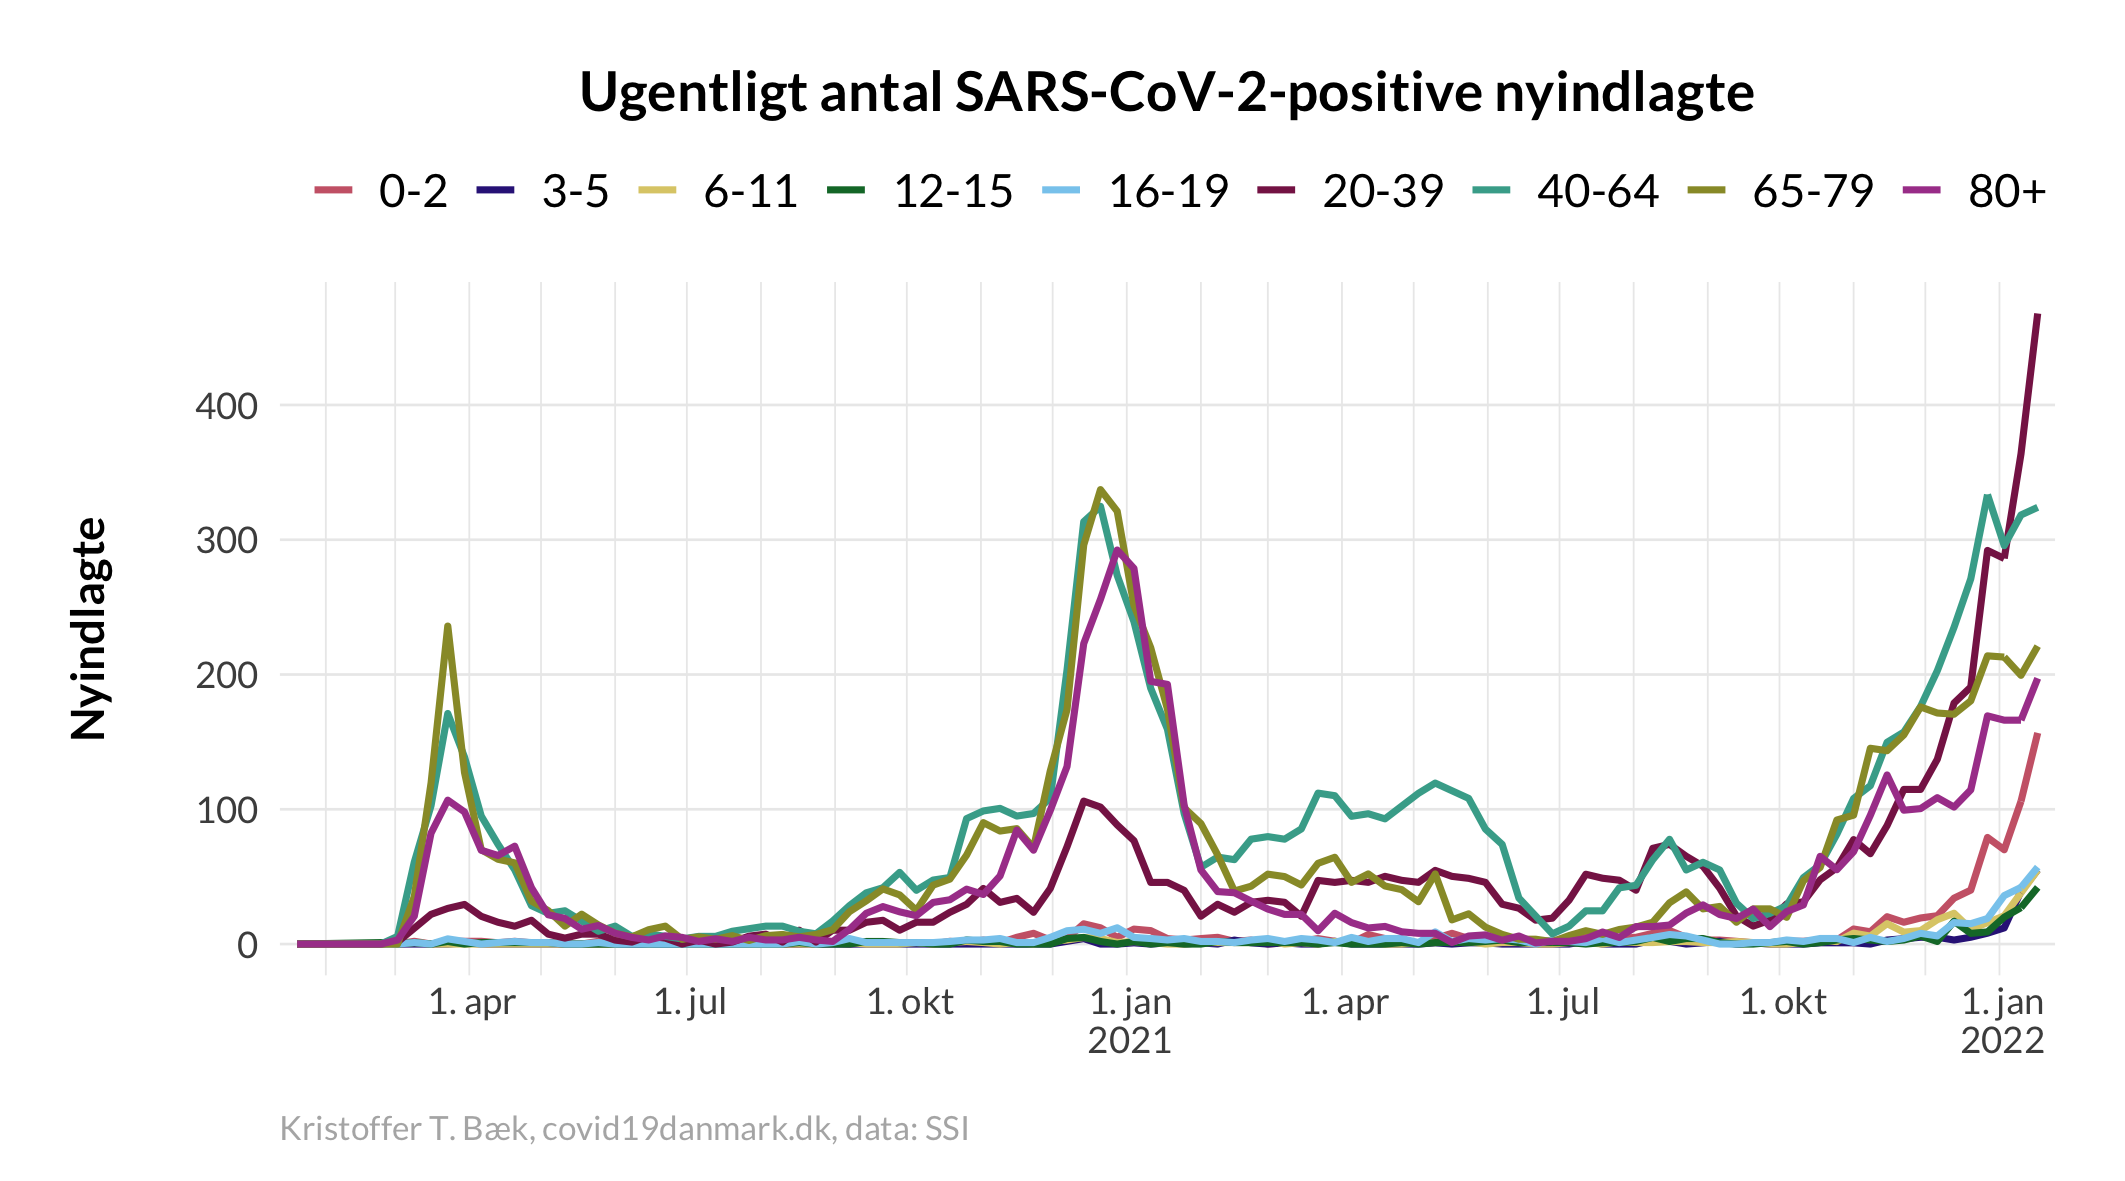 Ugentligt antal SARS-CoV-2-positive nyindlagte
0-2 3-5 6-11 12-15 16-19 20-39 40-64 65-79 80+
Nyindlagte
400
300
200
100
0
1. apr 1. jul 1. okt 1. jan 1. apr 1. jul 1. okt 1. jan
2021 2022
Kristoffer T. Bæk, covid19danmark.dk, data: SSI